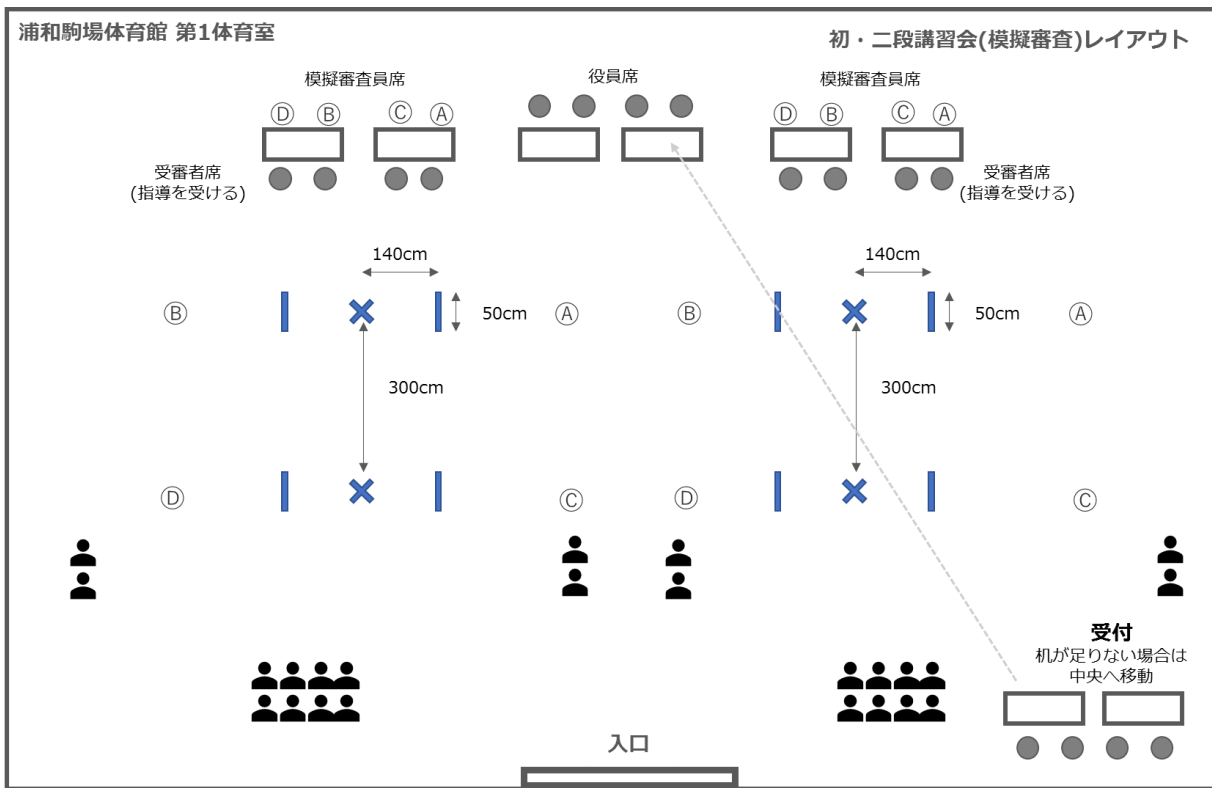 浦和駒場体育館 第1体育室
初・二段講習会(模擬審査)レイアウト
模擬審査員席
役員席
模擬審査員席
Ⓓ Ⓑ Ⓒ Ⓐ
Ⓓ Ⓑ Ⓒ Ⓐ
受審者席
(指導を受ける)
受審者席
(指導を受ける)
140cm
140cm
Ⓑ
50cm
Ⓐ
Ⓑ
50cm
Ⓐ
300cm
300cm
Ⓓ
Ⓒ
Ⓓ
Ⓒ
受付
机が足りない場合は
中央へ移動
入口